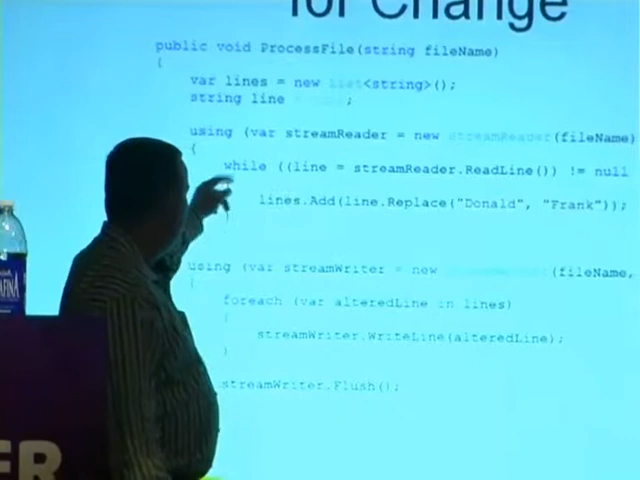 for Change
public void ProcessFile(string fileName)
{
var lines = new List<string>();
string line = ;
using (var streamReader = new StreamReader(fileName)
{
while ((line = streamReader.ReadLine()) != null
lines.Add(line.Replace("Donald", "Frank"));
using (var streamWriter = new (fileName,
{
foreach (var alteredLine in lines)
{
streamWriter.WriteLine(alteredLine);
}
streamWriter.Flush();
AFINA
ER